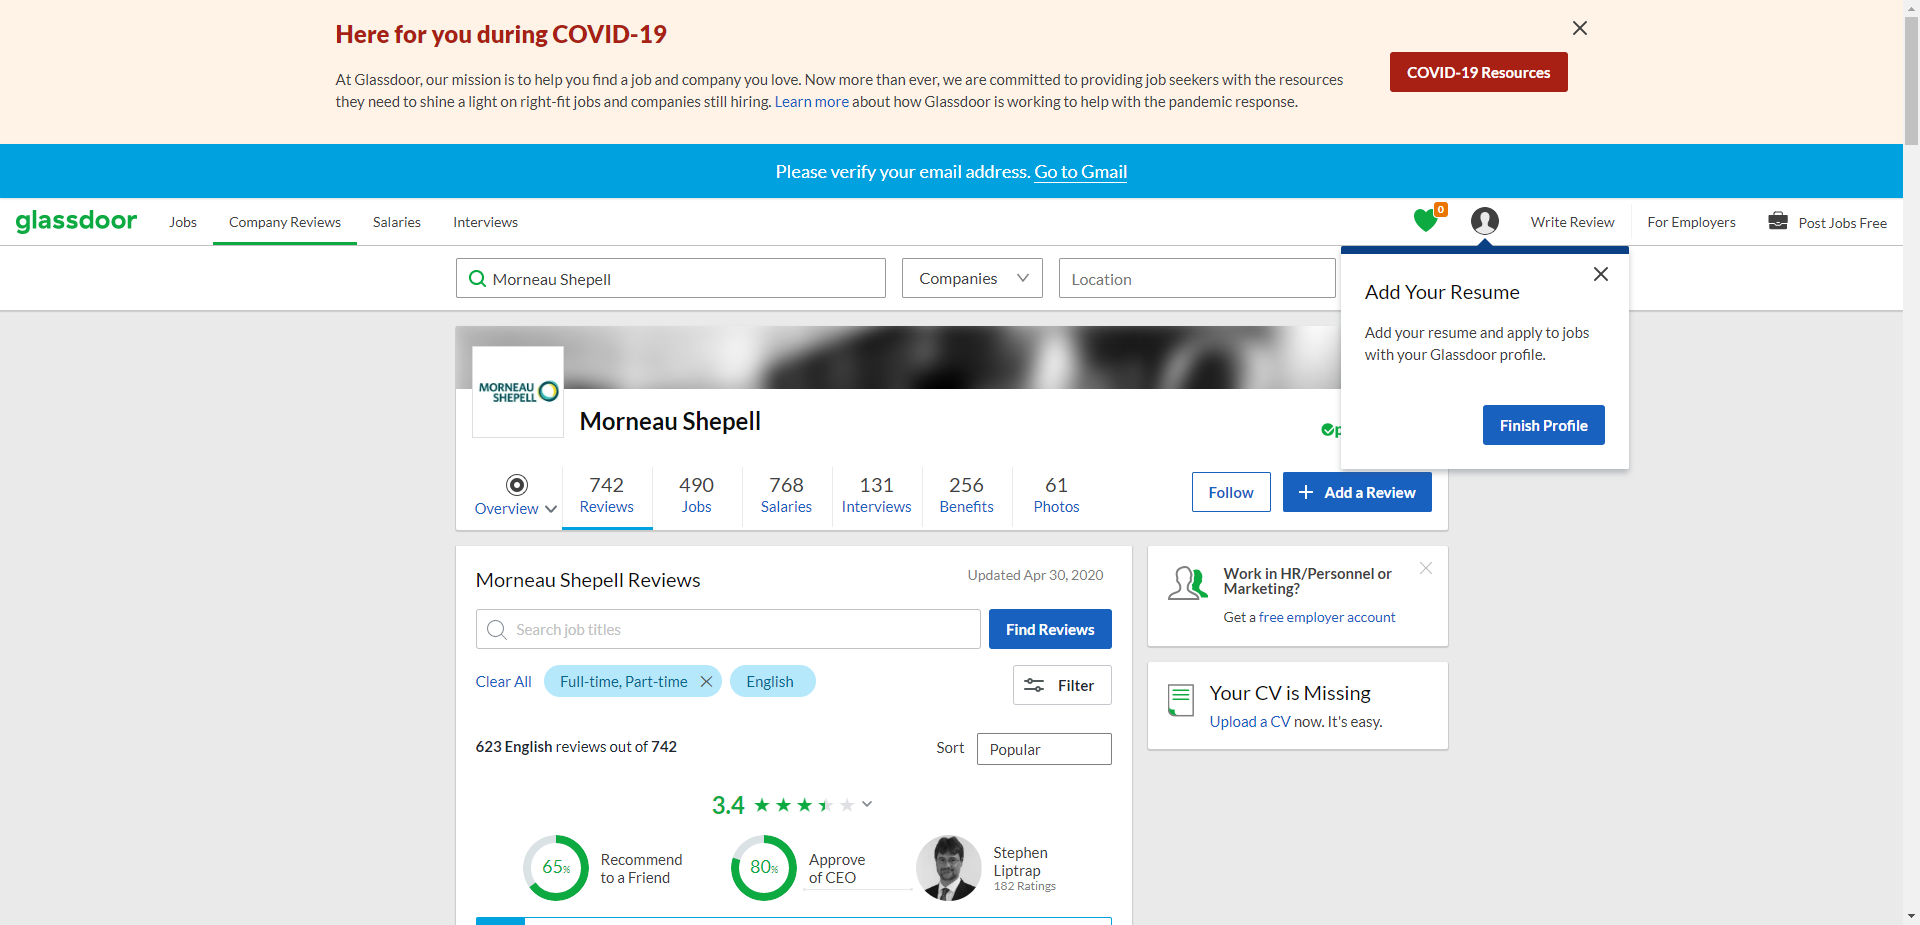 Here for you during COVID-19
At Glassdoor, our mission is to help you find a job and company you love. Now more than ever, we are committed to providing job seekers with the resources
they need to shine a light on right-fit jobs and companies still hiring. Learn more about how Glassdoor is working to help with the pandemic response.
COVID-19 Resources
Please verify your email address. Go to Gmail
glassdoor
Jobs
Company Reviews
Salaries
Interviews
0
Write Review
For Employers
Post Jobs Free
Morneau Shepell
Companies
Location
Add Your Resume
Add your resume and apply to jobs
with your Glassdoor profile.
Finish Profile
MORNEAU
SHEPELL
Morneau Shepell
Overview
742
Reviews
490
Jobs
768
Salaries
131
Interviews
256
Benefits
61
Photos
Follow
Add a Review
Morneau Shepell Reviews
Updated Apr 30, 2020
Search job titles
Find Reviews
Clear All
Full-time, Part-time
English
Filter
623 English reviews out of 742
Sort
Popular
3.4
65%
Recommend
to a Friend
80%
Approve
of CEO
Stephen
Liptrap
182 Ratings
Work in HR/Personnel or
Marketing?
Get a free employer account
Your CV is Missing
Upload a CV now. It's easy.